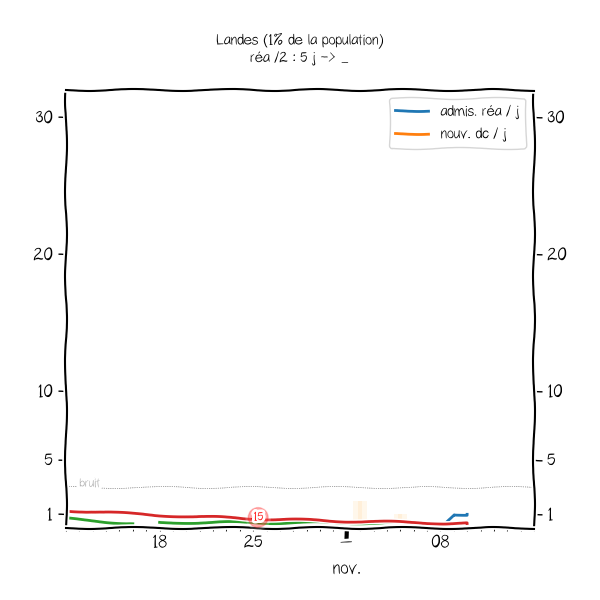 Landes (1% de la population)
réa /2 : 5 j -> _
30
30
admis. réa / j
nouv. dc / j
20
20
10
10
5
5
bruit
1
15
1
18
25
1
08
nov.